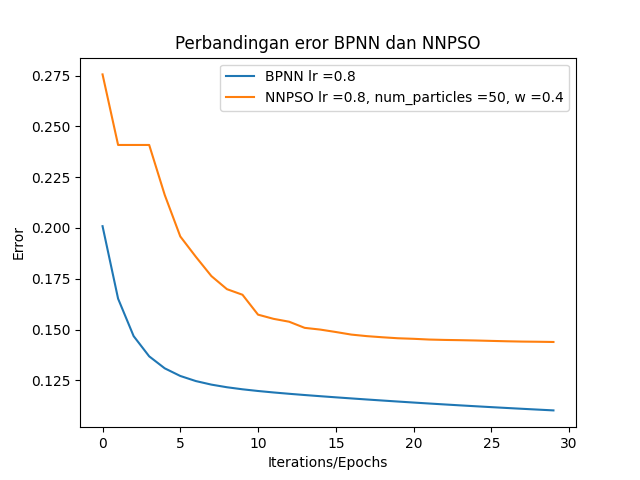 Perbandingan eror BPNN dan NNPSO
BPNN lr =0.8
NNPSO lr =0.8, num_particles =50, w =0.4
Error
0.275
0.250
0.225
0.200
0.175
0.150
0.125
0 5 10 15 20 25 30
Iterations/Epochs